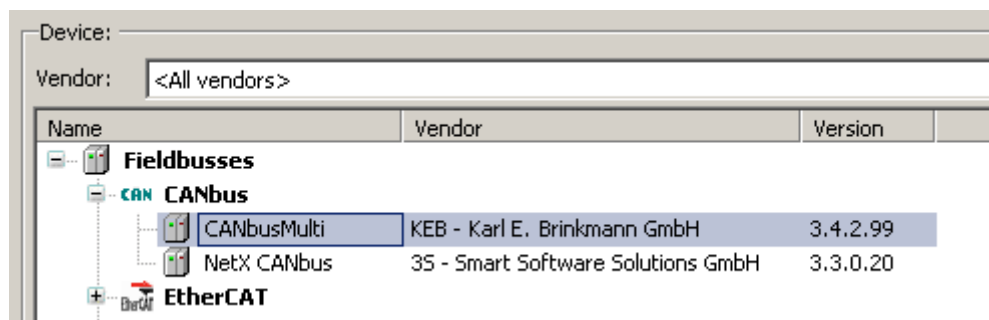 Device:
Vendor: <All vendors>
Name Vendor Version
Fieldbusses
CAN CANbus
CANbusMulti KEB - Karl E. Brinkmann GmbH 3.4.2.99
NetX CANbus 3S - Smart Software Solutions GmbH 3.3.0.20
EtherCAT EtherCAT